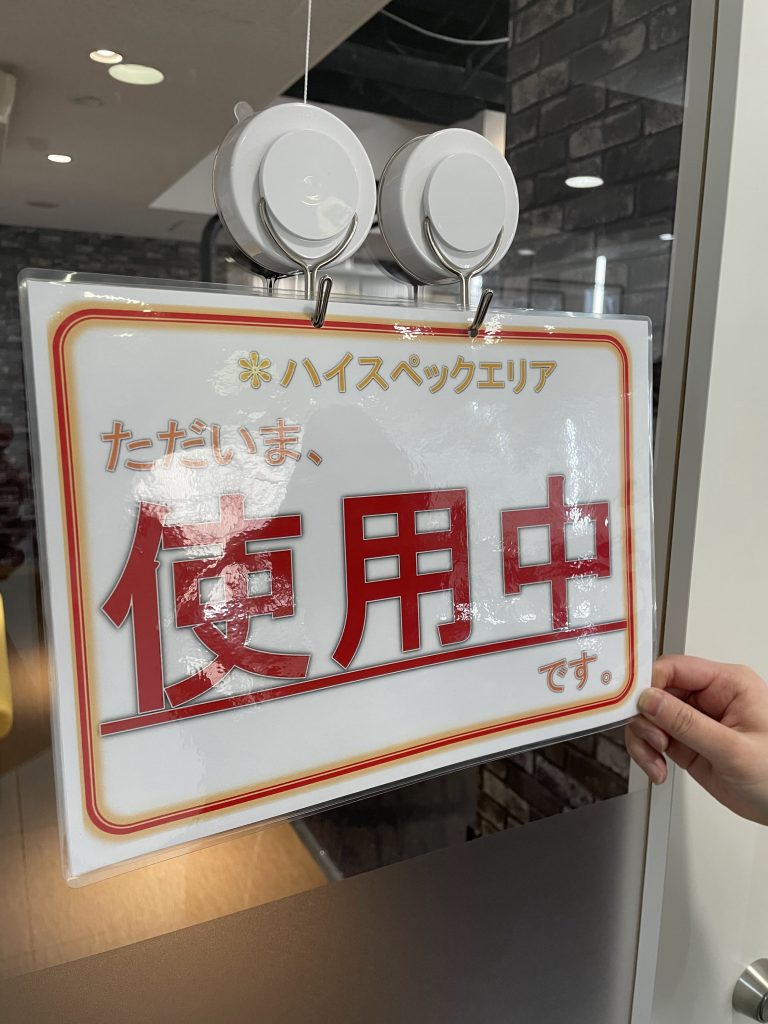 *ハイスペックエリア
ただいま、
使用中
です。